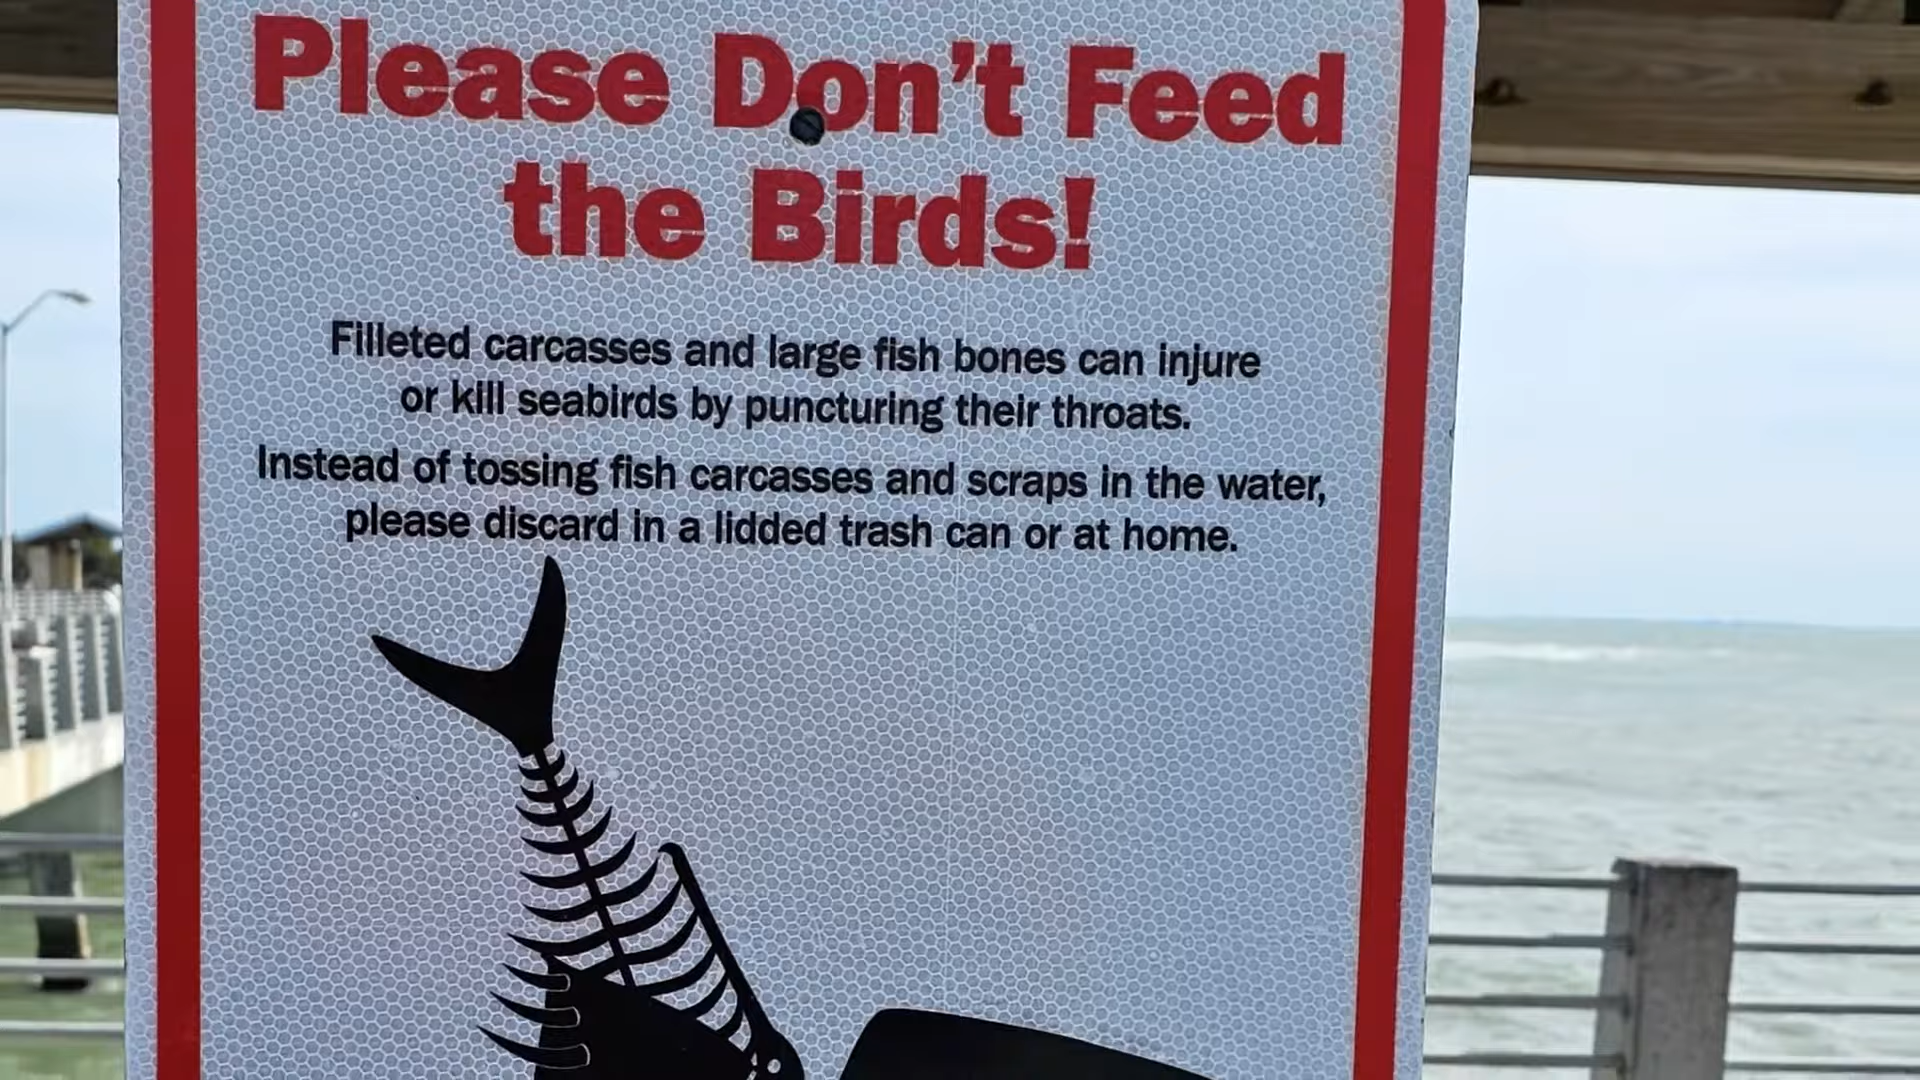 Please Don't Feed
the Birds!
Filleted carcasses and large fish bones can injure
or kill seabirds by puncturing their throats.
Instead of tossing fish carcasses and scraps in the water,
please discard in a lidded trash can or at home.